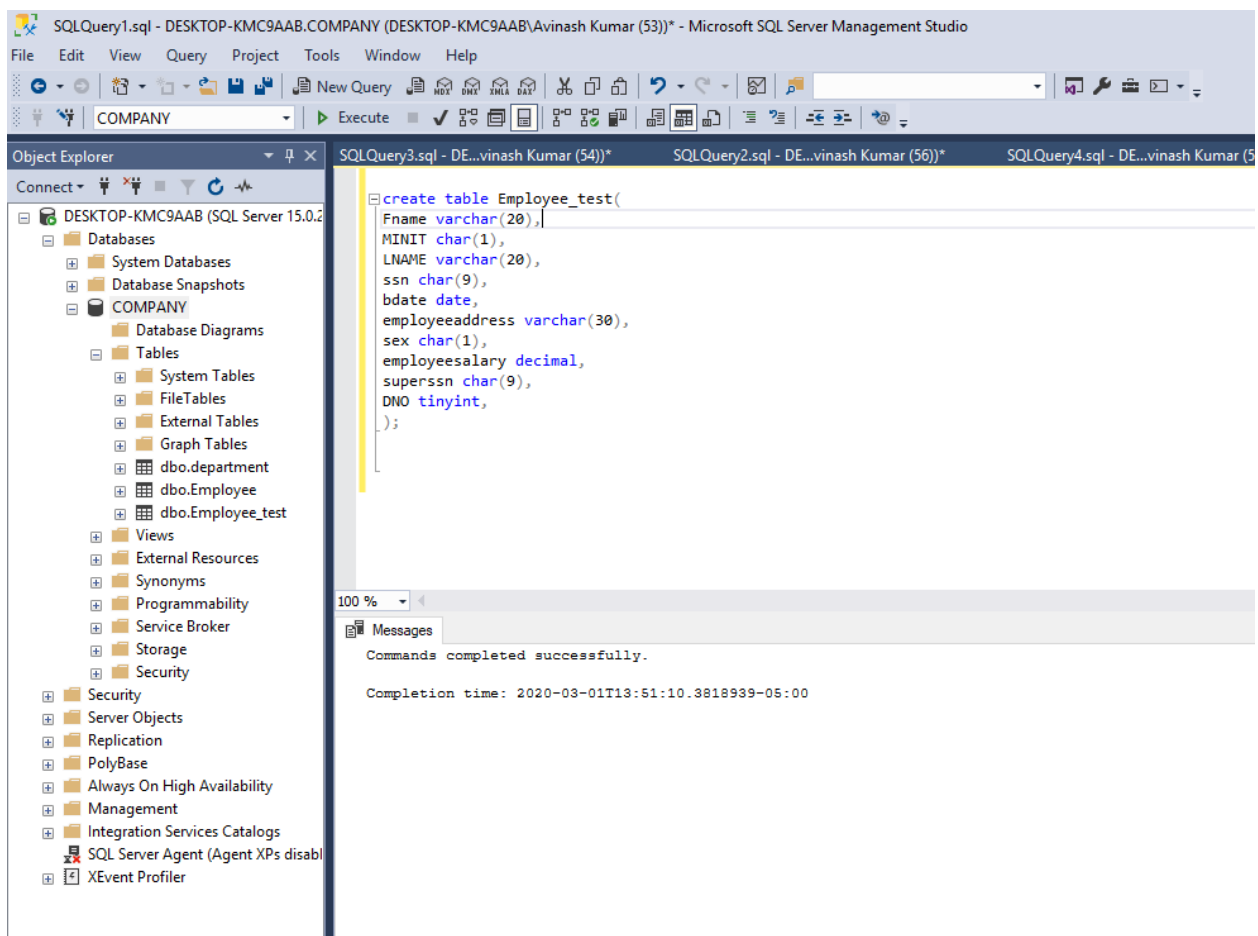 SQLQuery1.sql - DESKTOP-KMC9AAB.COMPANY (DESKTOP-KMC9AAB\Avinash Kumar (53))* - Microsoft SQL Server Management Studio
File Edit View Query Project Tools Window Help
New Query MDX DMX XMLA DAX
COMPANY Execute
Object Explorer
SQLQuery3.sql - DE...vinash Kumar (54))* SQLQuery2.sql - DE...vinash Kumar (56))* SQLQuery4.sql - DE...vinash Kumar (5
Connect
DESKTOP-KMC9AAB (SQL Server 15.0.2
Databases
System Databases
Database Snapshots
COMPANY
Database Diagrams
Tables
System Tables
FileTables
External Tables
Graph Tables
dbo.department
dbo.Employee
dbo.Employee_test
Views
External Resources
Synonyms
Programmability
Service Broker
Storage
Security
Security
Server Objects
Replication
PolyBase
Always On High Availability
Management
Integration Services Catalogs
SQL Server Agent (Agent XPs disabl
XEvent Profiler
create table Employee_test(
Fname varchar(20),
MINIT char(1),
LNAME varchar(20),
ssn char(9),
bdate date,
employeeaddress varchar(30),
sex char(1),
employeesalary decimal,
superssn char(9),
DNO tinyint,
);
100 %
Messages
Commands completed successfully.
Completion time: 2020-03-01T13:51:10.3818939-05:00